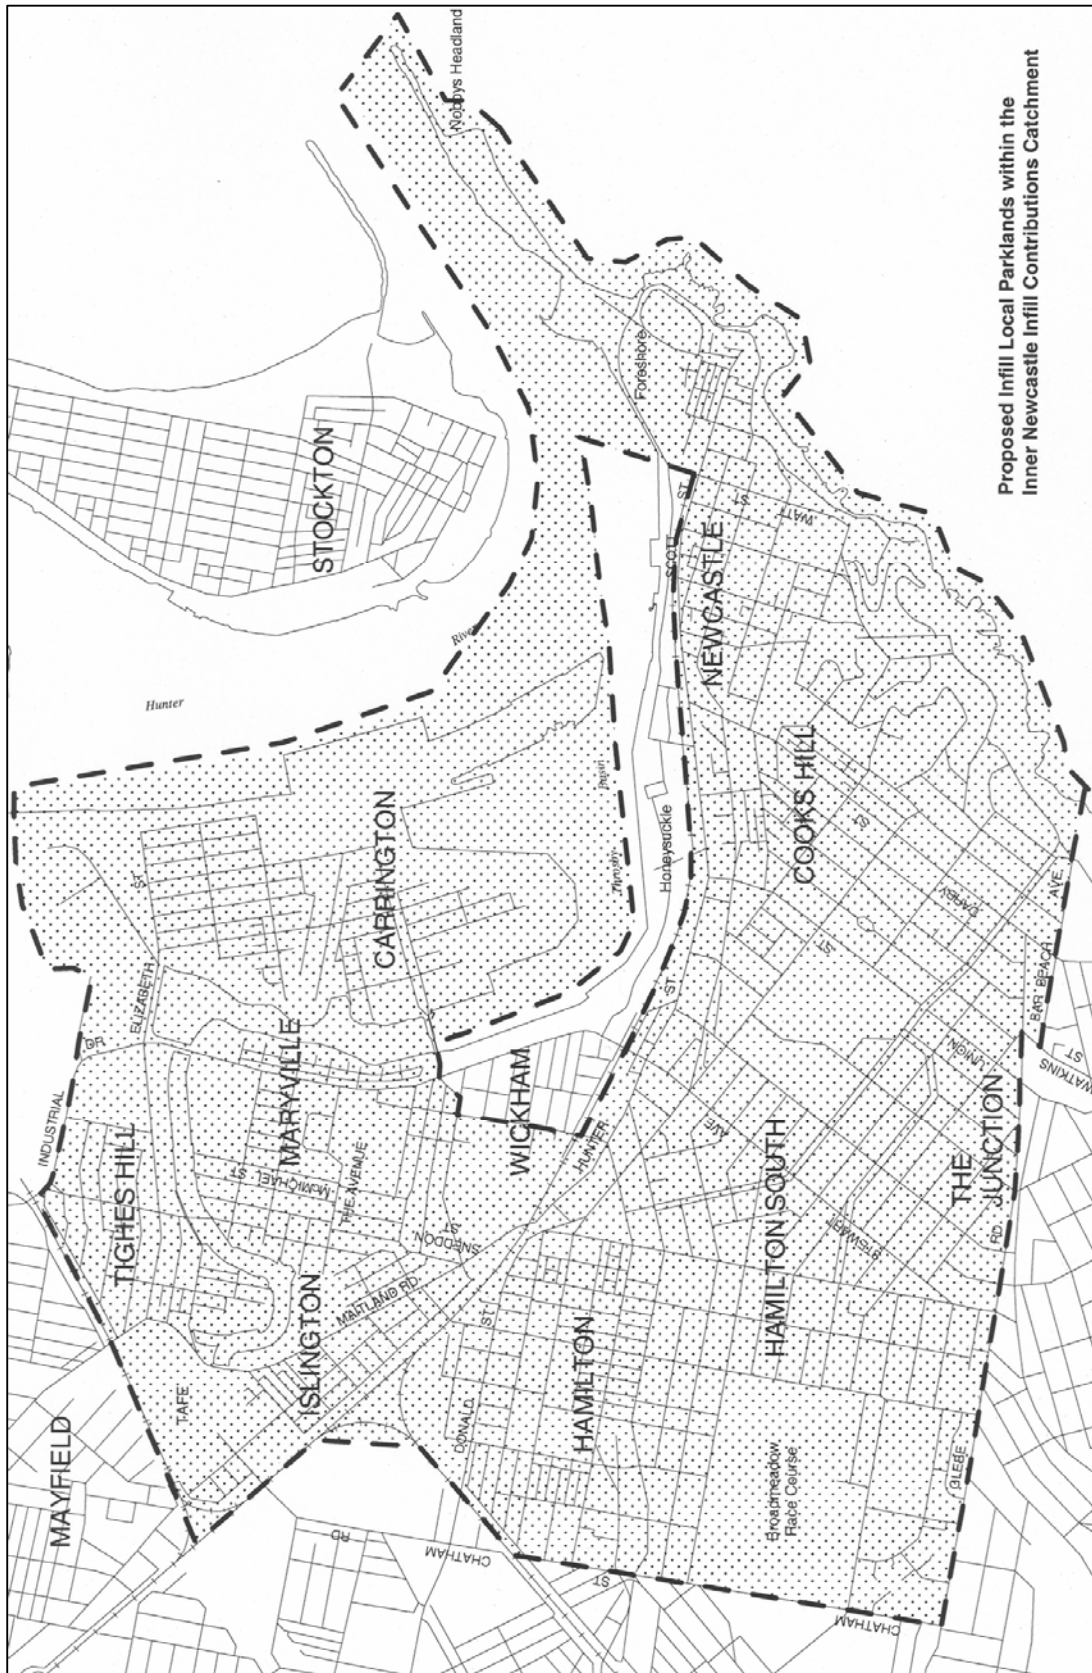 Proposed Infill Local Parklands within the
Inner Newcastle Infill Contributions Catchment
Nobbys Headland
STOCKTON
Hunter
River
Foreshore
MAYFIELD
INDUSTRIAL
DR
ELIZABETH
ST
TIGHES HILL
MARYVILLE
CARRINGTON
McMICHAEL ST
THE AVENUE
TAFE
ISLINGTON
MAITLAND RD
SNEDDON
ST
WICKHAM
Throsby
Basin
Honeysuckle
SCOTT
ST
NEWCASTLE
WATT
ST
HUNTER
ST
COOKS HILL
ST
DARBY
ST
UNION
AVE
DONALD
ST
HAMILTON
HAMILTON SOUTH
STEWART
AVE
THE
JUNCTION
BAR BEACH
WATKINS
ST
RD
GLEBE
Broadmeadow
Race Course
CHATHAM
RD
CHATHAM
ST